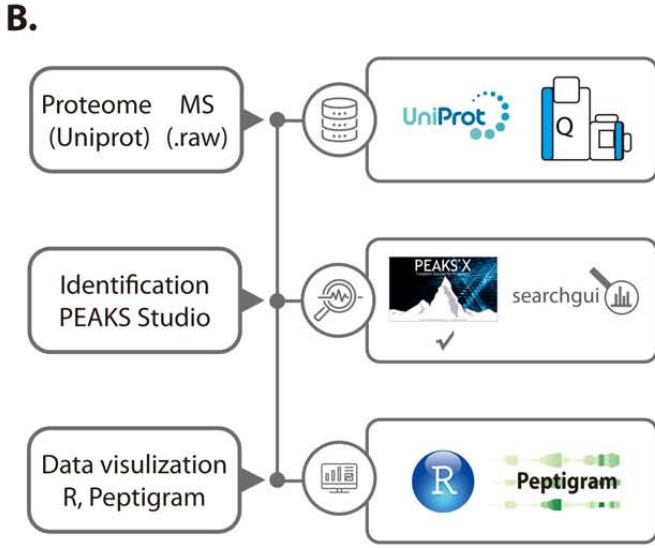 B.
Proteome MS
(Uniprot) (.raw)
UniProt
Q
Identification
PEAKS Studio
PEAKS X
searchgui
Data visulization
R, Peptigram
R
Peptigram